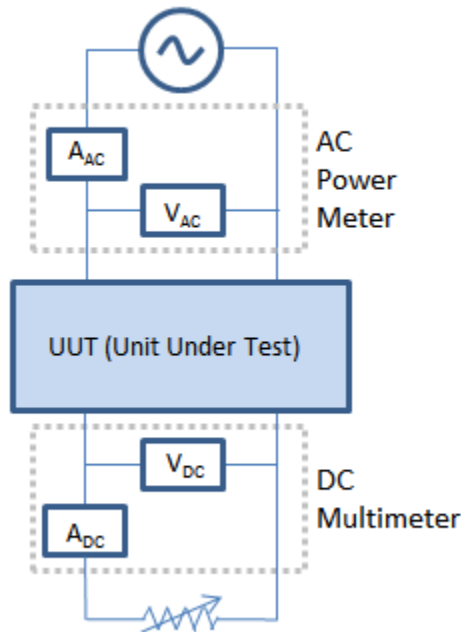 A_AC
AC
Power
Meter
V_AC
UUT (Unit Under Test)
V_DC
DC
Multimeter
A_DC